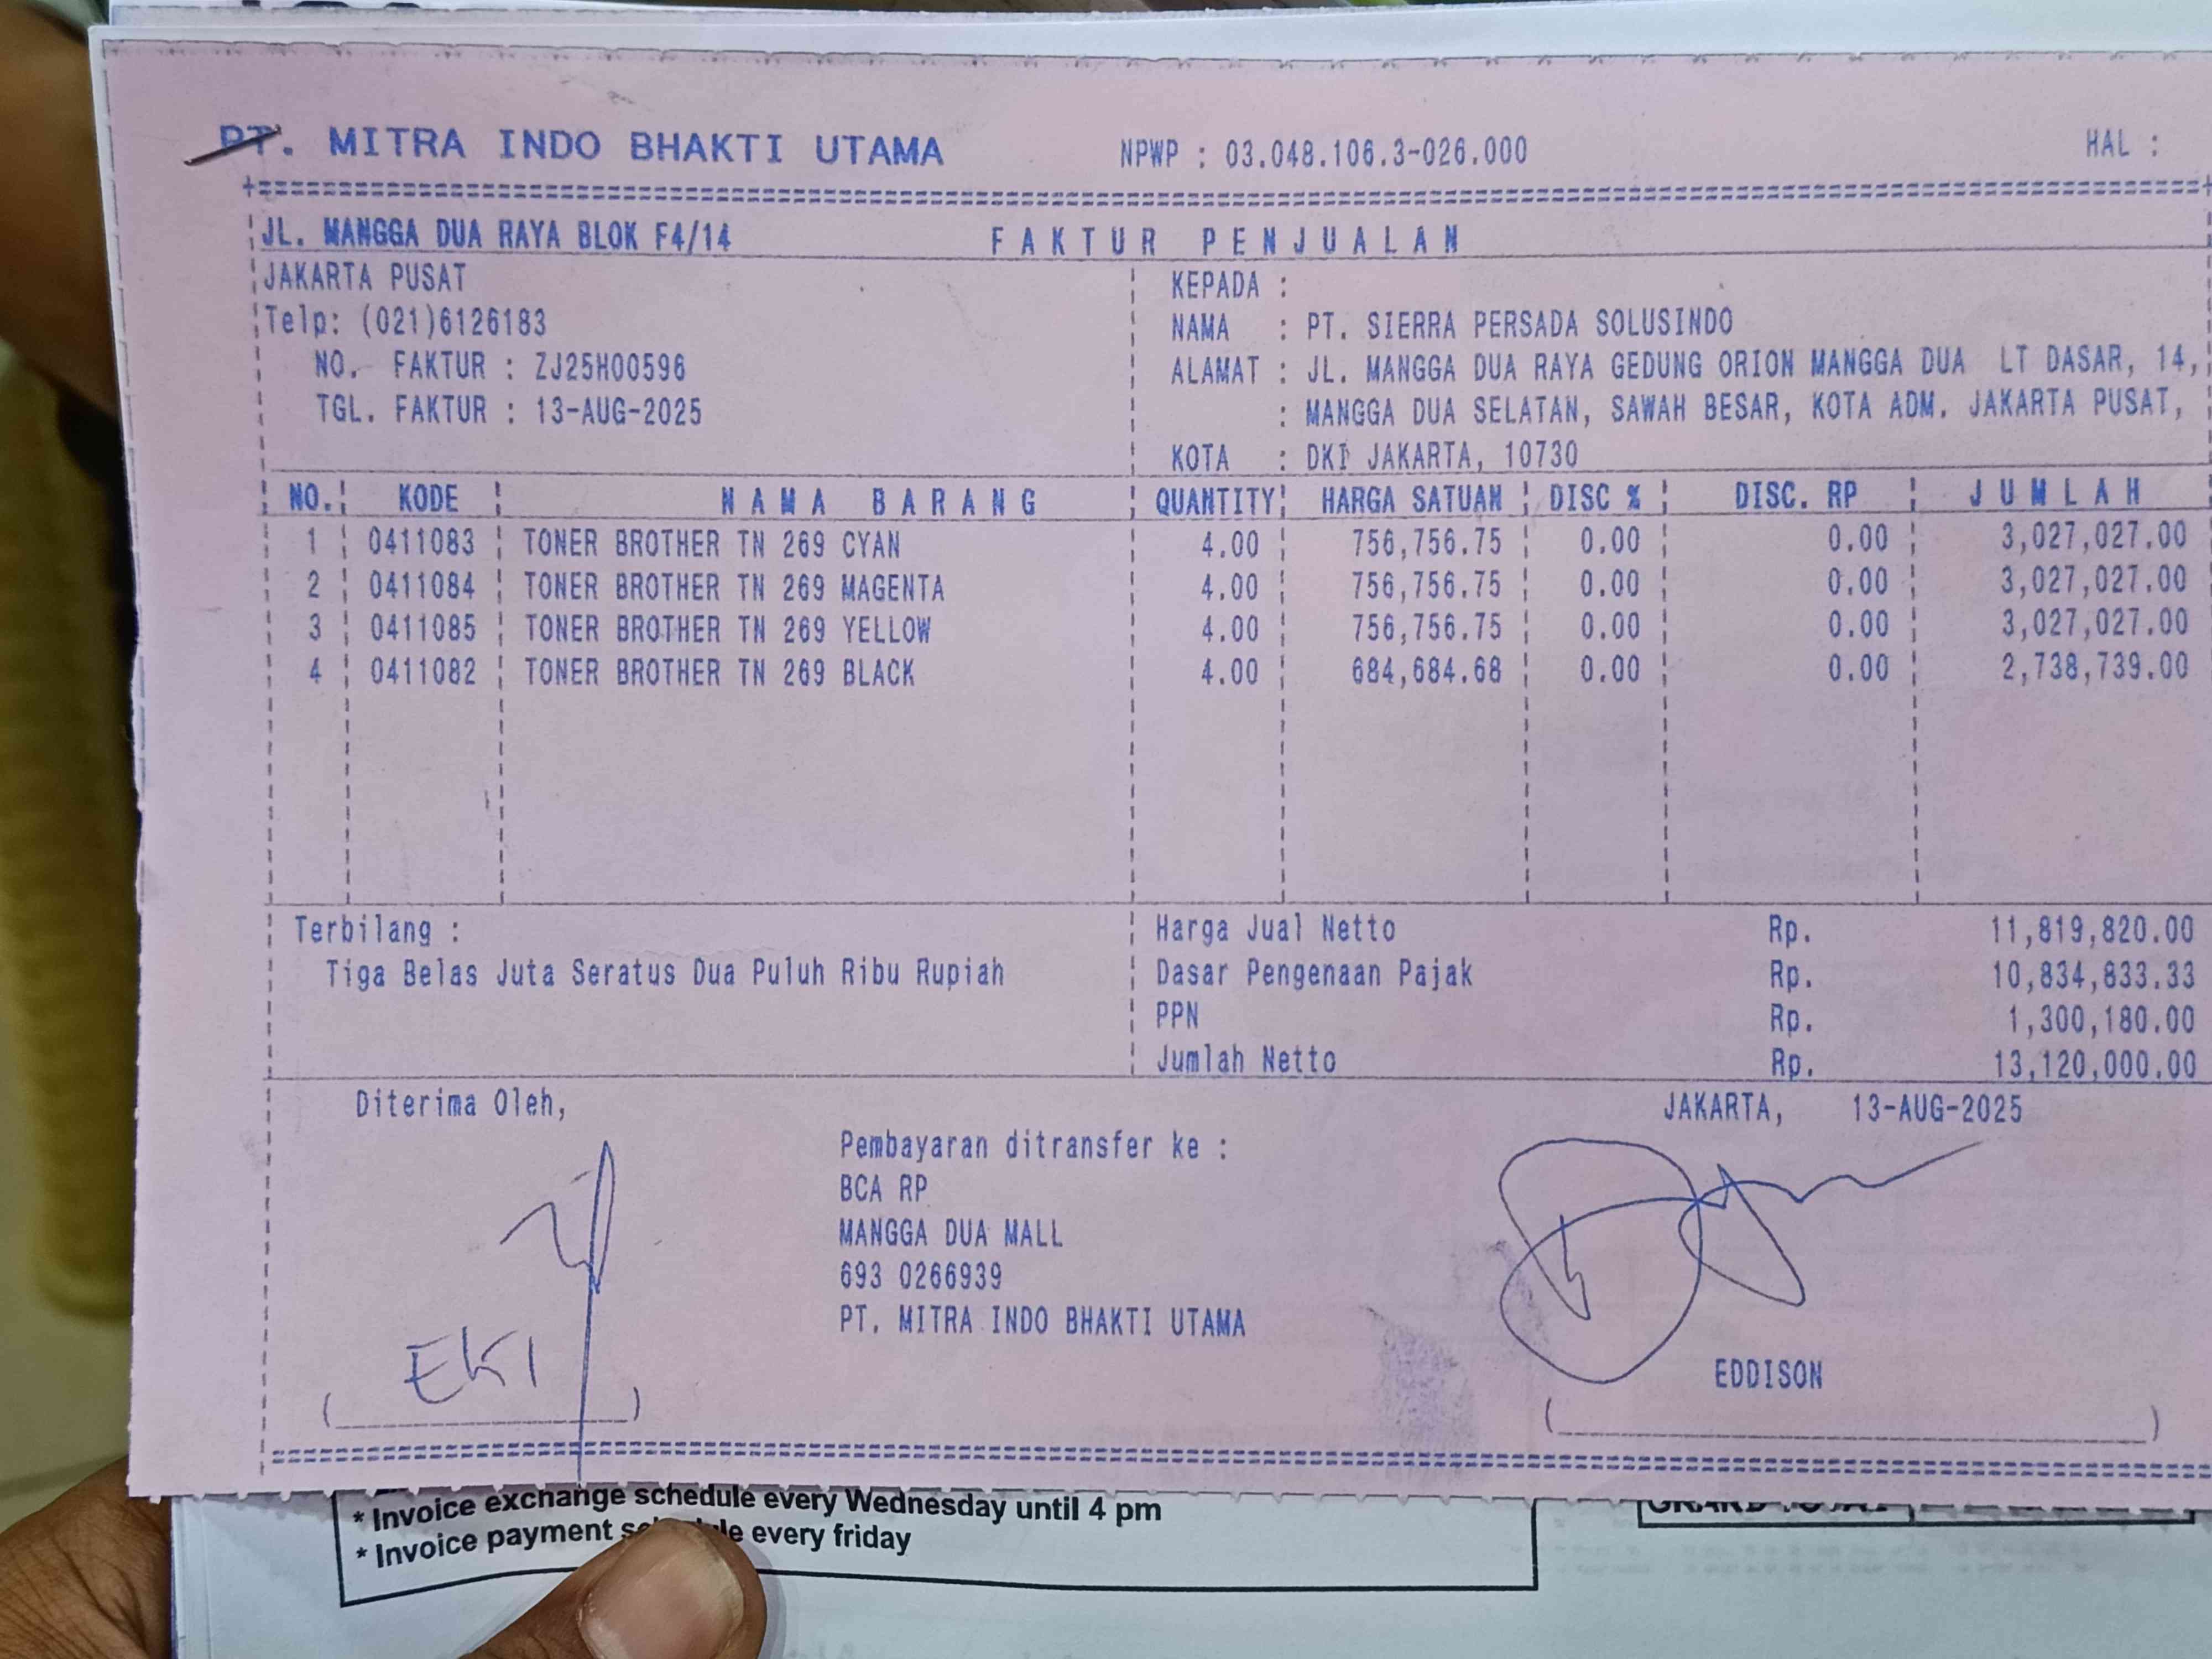 PT. MITRA INDO BHAKTI UTAMA NPWP : 03.048.106.3-026.000 HAL :
JL. MANGGA DUA RAYA BLOK F4/14 FAKTUR PENJUALAN
JAKARTA PUSAT
Telp: (021)6126183
NO. FAKTUR : ZJ25H00596
TGL. FAKTUR : 13-AUG-2025
KEPADA :
NAMA : PT. SIERRA PERSADA SOLUSINDO
ALAMAT : JL. MANGGA DUA RAYA GEDUNG ORION MANGGA DUA LT DASAR, 14,
: MANGGA DUA SELATAN, SAWAH BESAR, KOTA ADM. JAKARTA PUSAT,
KOTA : DKI JAKARTA, 10730
NO. KODE NAMA BARANG QUANTITY HARGA SATUAN DISC % DISC. RP JUMLAH
1 0411083 TONER BROTHER TN 269 CYAN 4.00 756,756.75 0.00 0.00 3,027,027.00
2 0411084 TONER BROTHER TN 269 MAGENTA 4.00 756,756.75 0.00 0.00 3,027,027.00
3 0411085 TONER BROTHER TN 269 YELLOW 4.00 756,756.75 0.00 0.00 3,027,027.00
4 0411082 TONER BROTHER TN 269 BLACK 4.00 684,684.68 0.00 0.00 2,738,739.00
Terbilang :
Tiga Belas Juta Seratus Dua Puluh Ribu Rupiah
Harga Jual Netto Rp. 11,819,820.00
Dasar Pengenaan Pajak Rp. 10,834,833.33
PPN Rp. 1,300,180.00
Jumlah Netto Rp. 13,120,000.00
Diterima Oleh,
EKI
Pembayaran ditransfer ke :
BCA RP
MANGGA DUA MALL
693 0266939
PT. MITRA INDO BHAKTI UTAMA
JAKARTA, 13-AUG-2025
EDDISON
* Invoice exchange schedule every Wednesday until 4 pm
* Invoice payment every friday